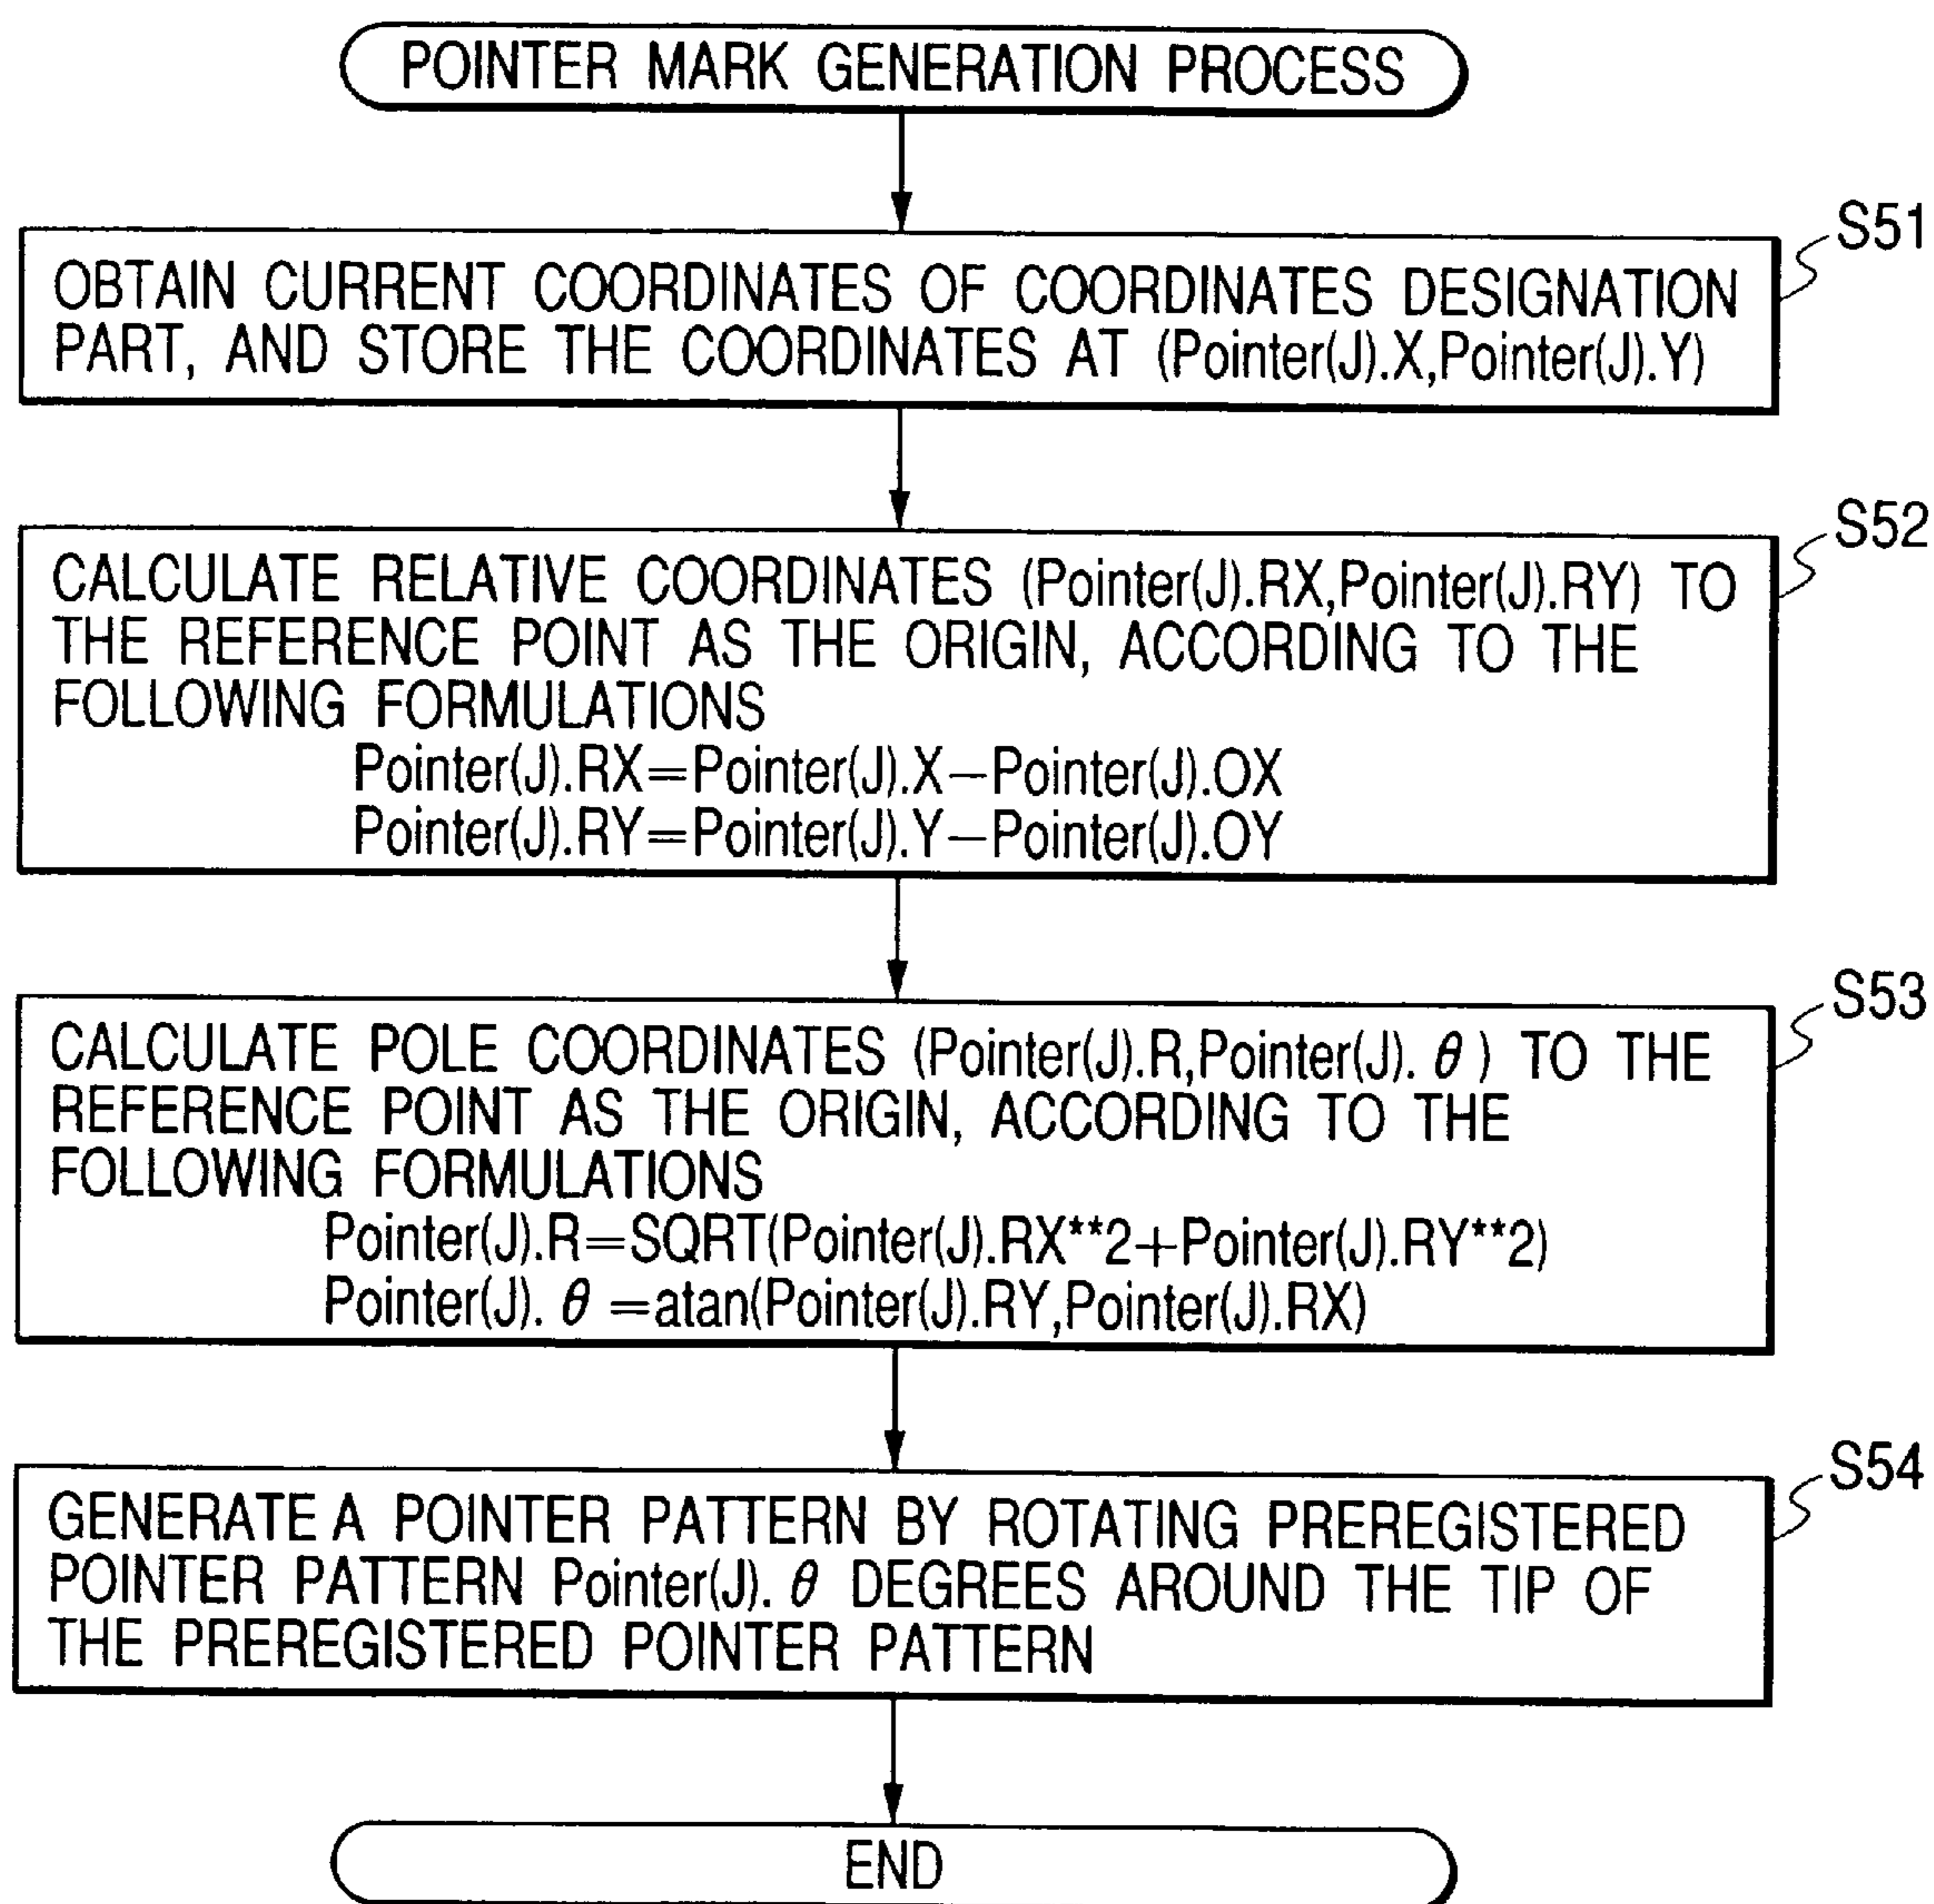 POINTER MARK GENERATION PROCESS
S51
OBTAIN CURRENT COORDINATES OF COORDINATES DESIGNATION
PART, AND STORE THE COORDINATES AT (Pointer(J).X,Pointer(J).Y)
S52
CALCULATE RELATIVE COORDINATES (Pointer(J).RX,Pointer(J).RY) TO
THE REFERENCE POINT AS THE ORIGIN, ACCORDING TO THE
FOLLOWING FORMULATIONS
Pointer(J).RX=Pointer(J).X−Pointer(J).OX
Pointer(J).RY=Pointer(J).Y−Pointer(J).OY
S53
CALCULATE POLE COORDINATES (Pointer(J).R,Pointer(J). θ ) TO THE
REFERENCE POINT AS THE ORIGIN, ACCORDING TO THE
FOLLOWING FORMULATIONS
Pointer(J).R=SQRT(Pointer(J).RX**2+Pointer(J).RY**2)
Pointer(J). θ =atan(Pointer(J).RY,Pointer(J).RX)
S54
GENERATE A POINTER PATTERN BY ROTATING PREREGISTERED
POINTER PATTERN Pointer(J). θ DEGREES AROUND THE TIP OF
THE PREREGISTERED POINTER PATTERN
END